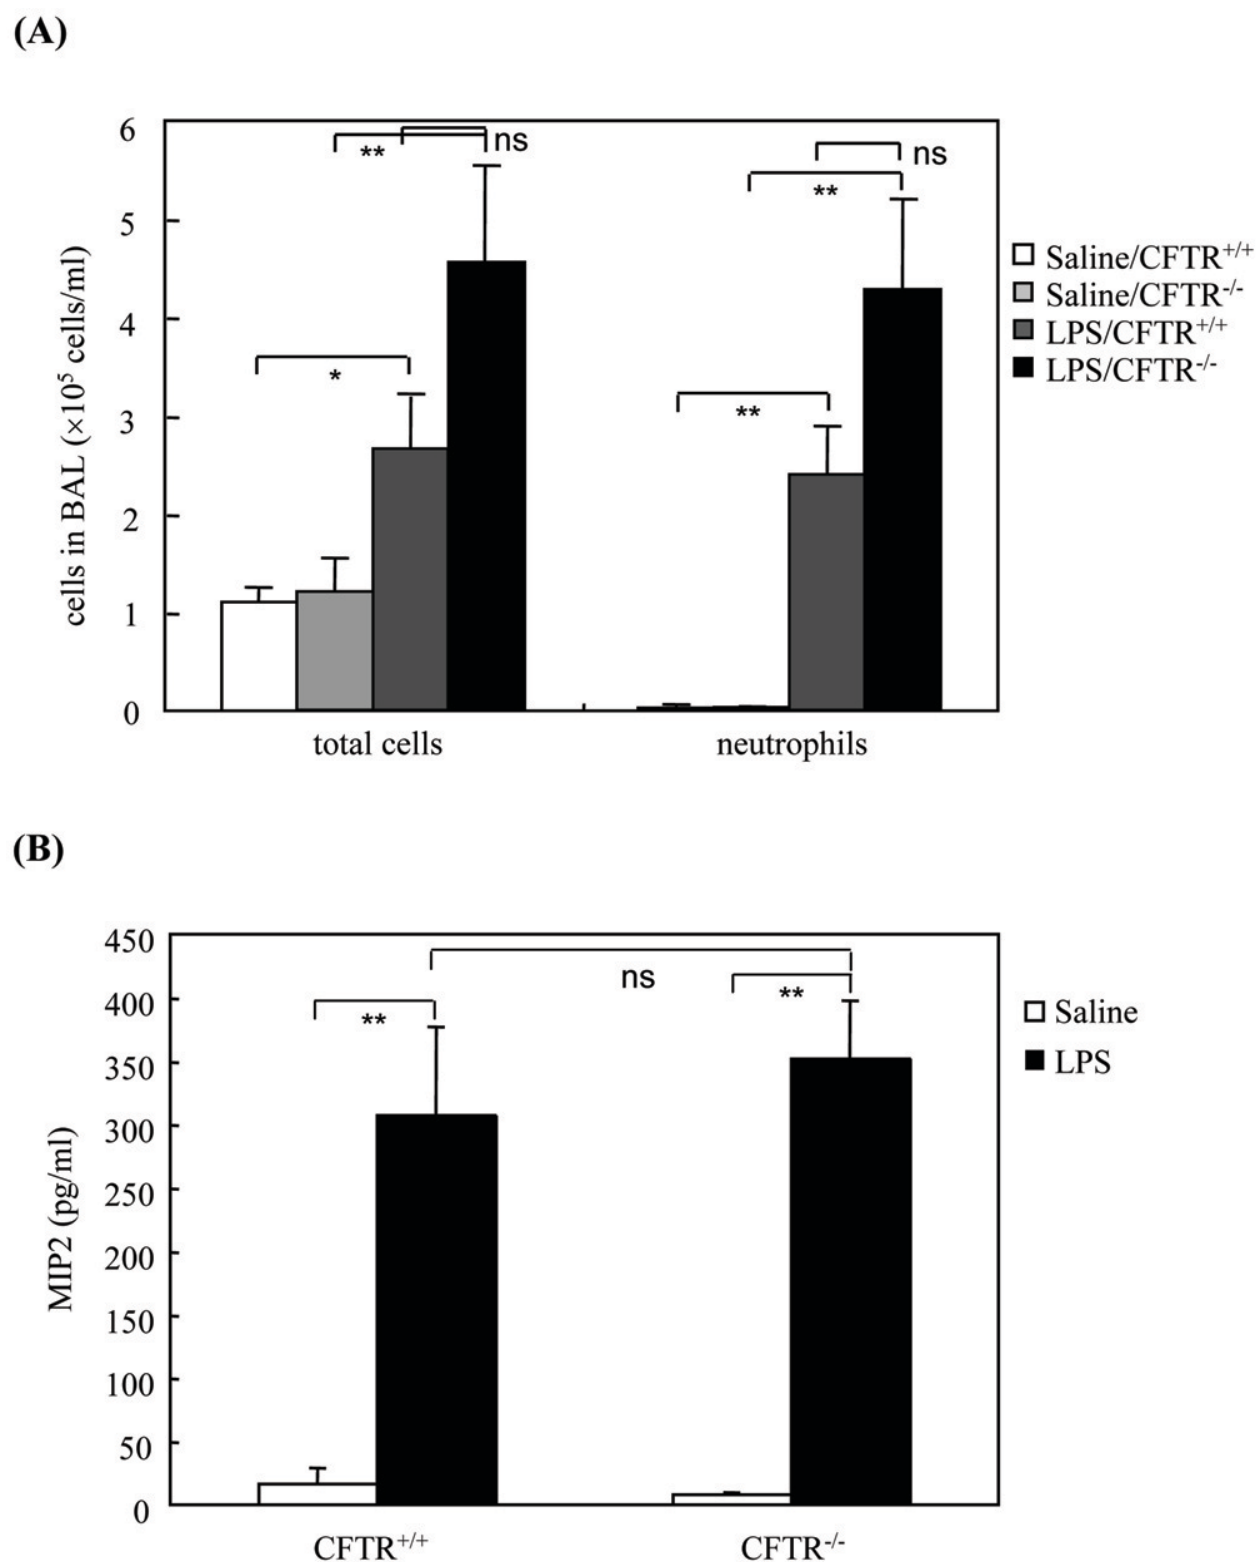 (A)
6
5
4
3
2
1
0
cells in BAL (×10⁵ cells/ml)
** ns
*
ns
**
**
total cells neutrophils
Saline/CFTR⁺/⁺
Saline/CFTR⁻/⁻
LPS/CFTR⁺/⁺
LPS/CFTR⁻/⁻
(B)
450
400
350
300
250
200
150
100
50
0
MIP2 (pg/ml)
ns
**
**
CFTR⁺/⁺ CFTR⁻/⁻
Saline
LPS